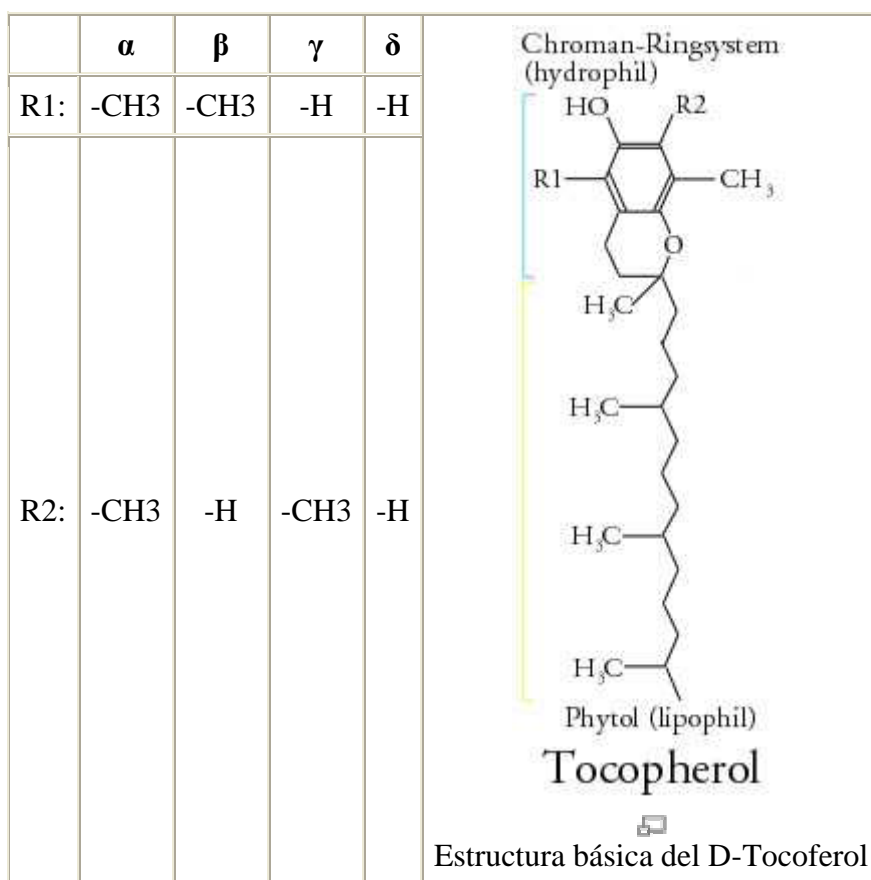 α β γ δ
R1: -CH3 -CH3 -H -H
R2: -CH3 -H -CH3 -H
Chroman-Ringsystem
(hydrophil)
HO R2
R1 CH3
O
H3C
H3C
H3C
H3C
Phytol (lipophil)
Tocopherol
Estructura básica del D-Tocoferol